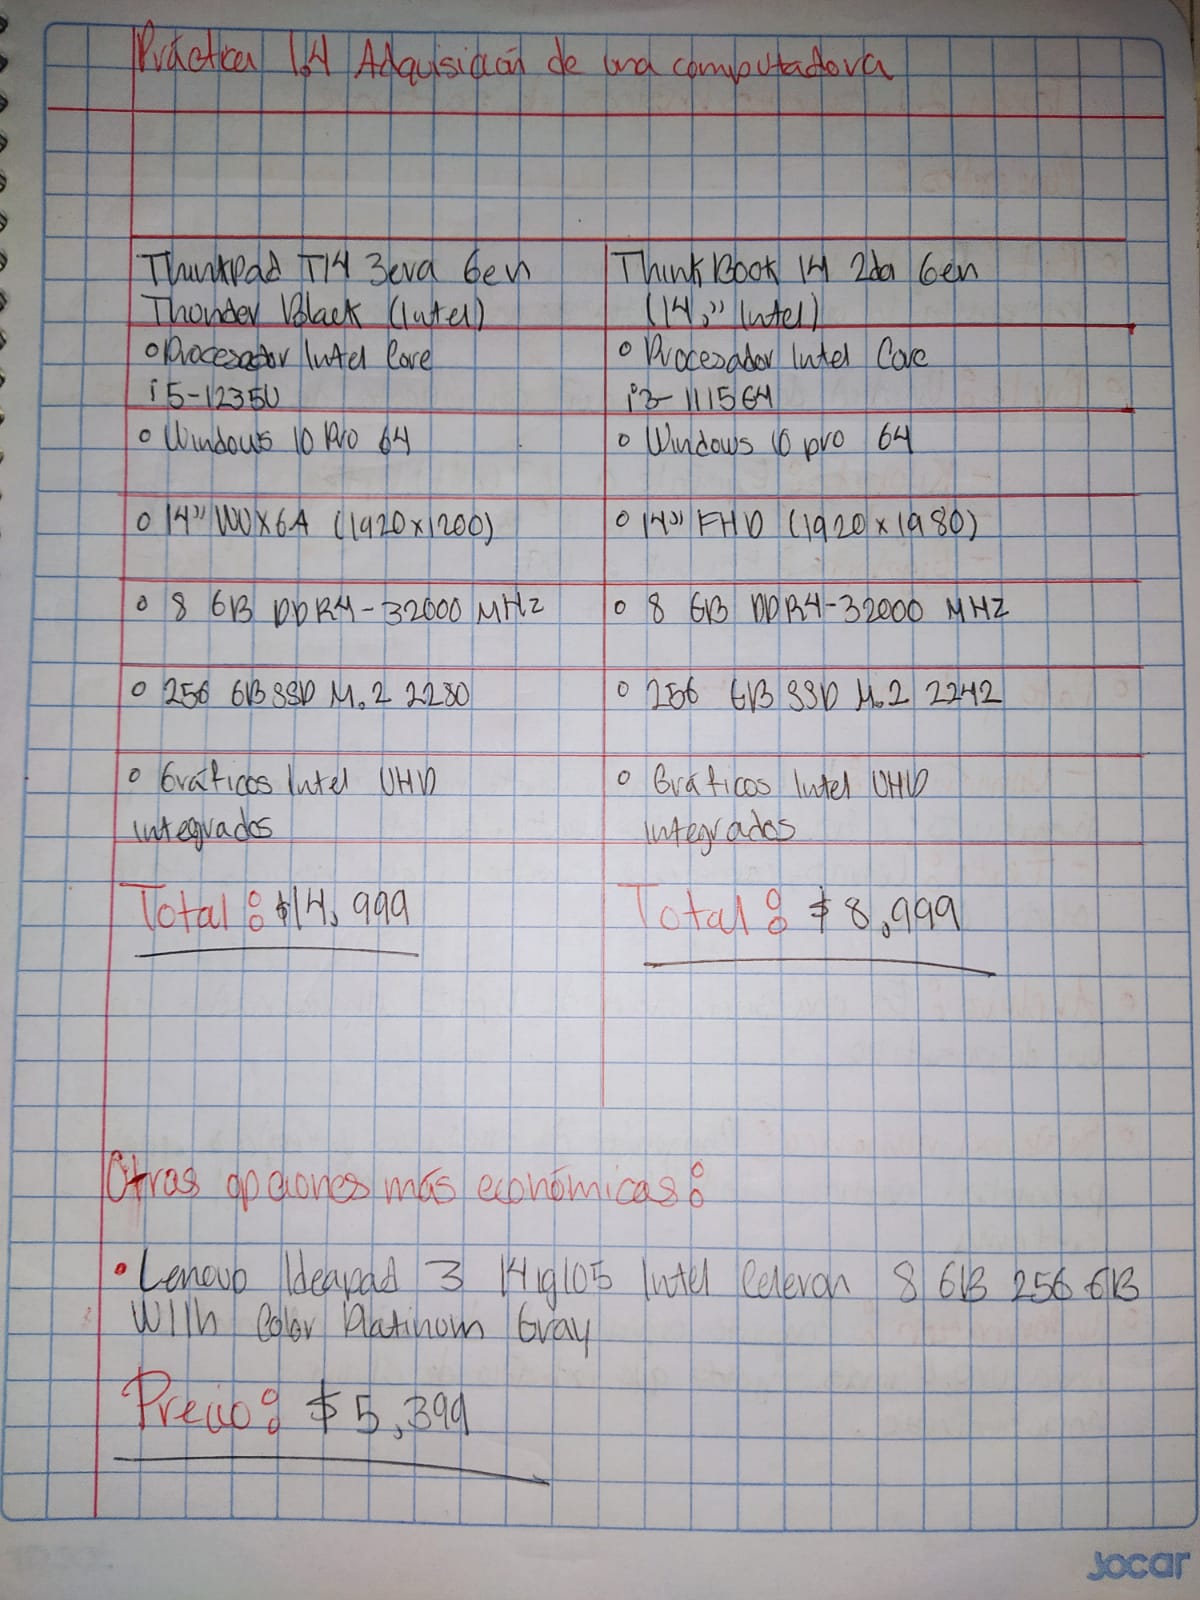 Práctica 1.4 Adquisición de una computadora
ThinkPad T14 3era Gen
Thonder Black (Intel)
ThinkBook 14 2da Gen
(14," Intel)
○ Procesador Intel Core
i5-1235U
○ Procesador Intel Core
i3-1115G4
○ Windows 10 Pro 64
○ Windows 10 pro 64
○ 14" WUXGA (1920x1200)
○ 14" FHD (1920x1980)
○ 8 GB DDR4-32000 MHz
○ 8 GB DDR4-32000 MHZ
○ 256 GB SSD M.2 2280
○ 256 GB SSD M.2 2242
○ Gráficos Intel UHD
integrados
○ Gráficos Intel UHD
integrados
Total: $14,999
Total: $8,999
Otras opciones más económicas:
• Lenovo Ideapad 3 14igl05 Intel Celeron 8 GB 256 GB
W11h Color Platinom Gray
Precio: $5,399
Jocar